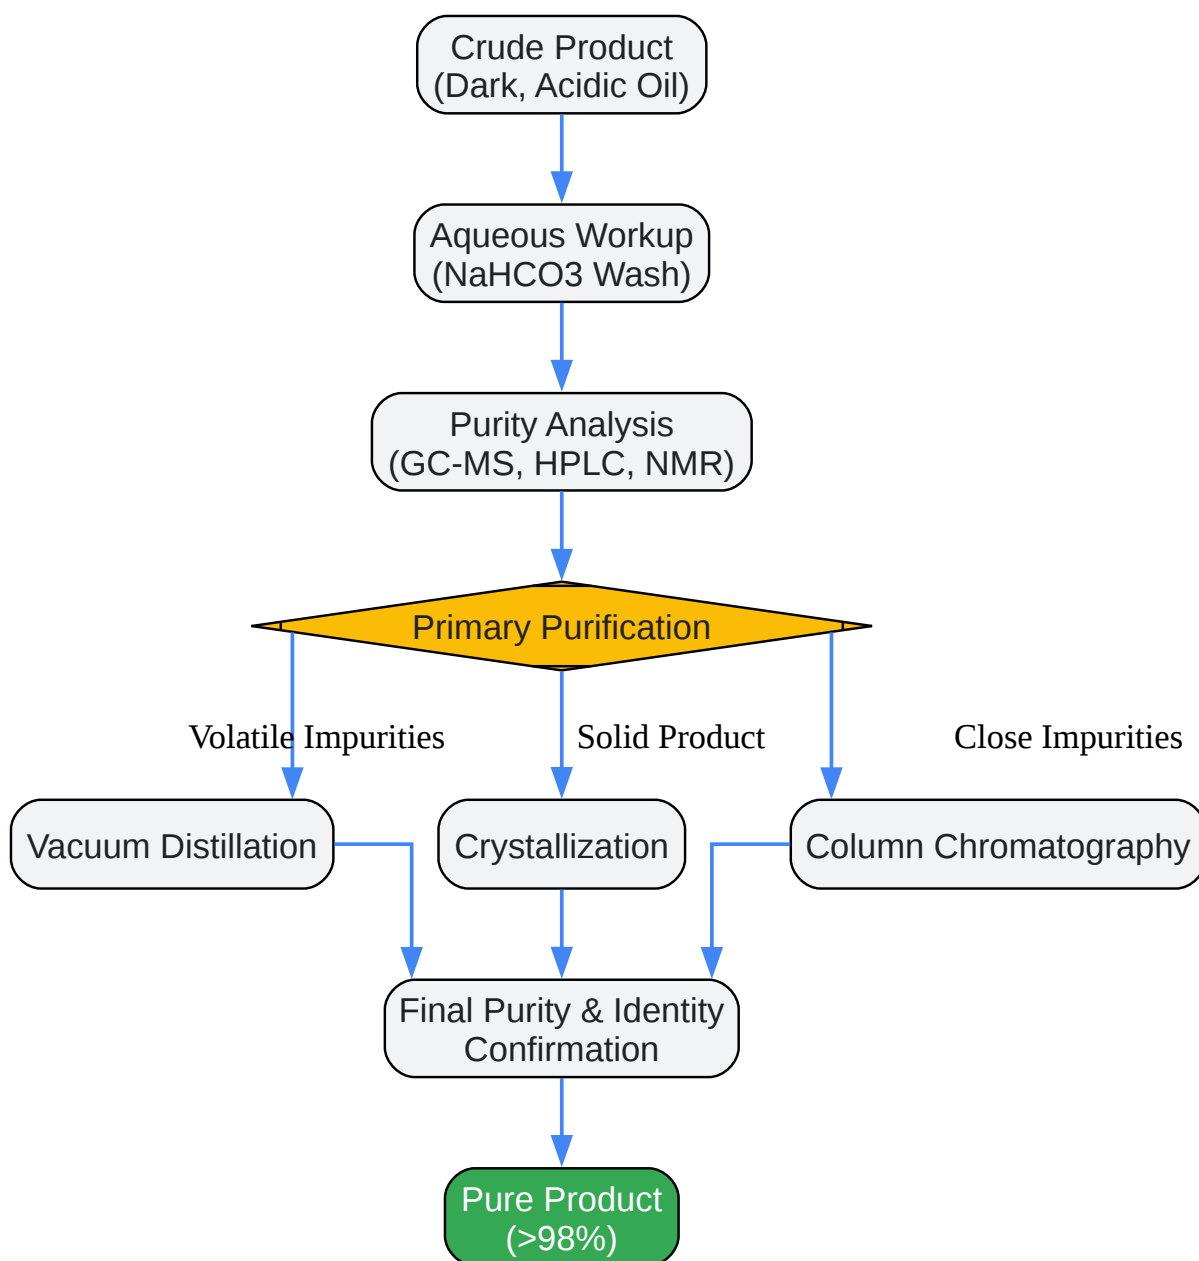 Crude Product
(Dark, Acidic Oil)
Aqueous Workup
(NaHCO3 Wash)
Purity Analysis
(GC-MS, HPLC, NMR)
Primary Purification
Volatile Impurities
Solid Product
Close Impurities
Vacuum Distillation
Crystallization
Column Chromatography
Final Purity & Identity
Confirmation
Pure Product
(>98%)